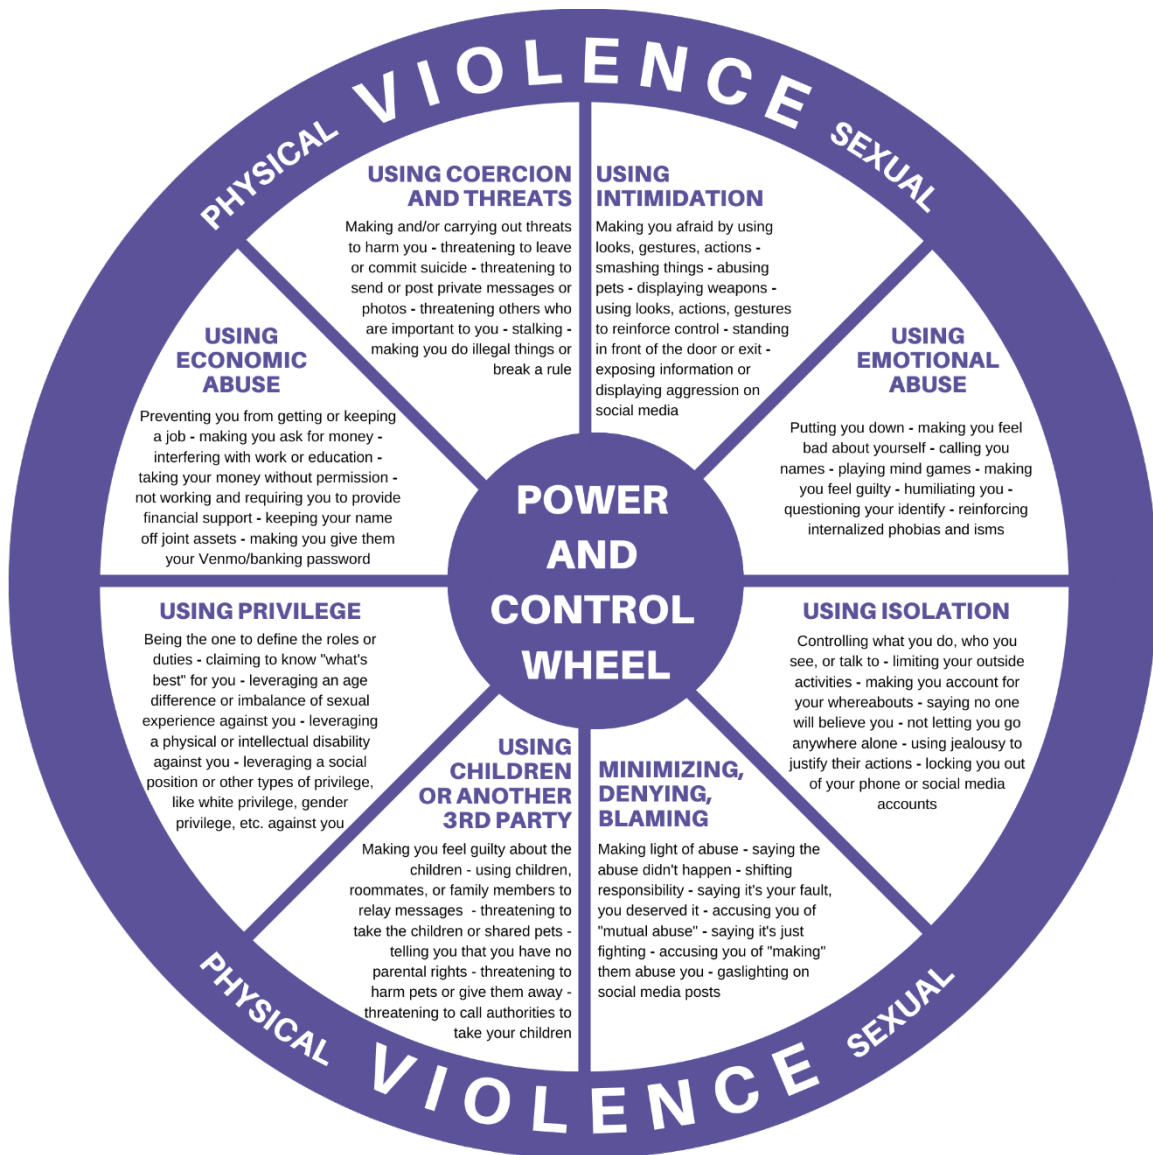 PHYSICAL VIOLENCE SEXUAL
USING COERCION
AND THREATS
Making and/or carrying out threats
to harm you - threatening to leave
or commit suicide - threatening to
send or post private messages or
photos - threatening others who
are important to you - stalking -
making you do illegal things or
break a rule
USING
INTIMIDATION
Making you afraid by using
looks, gestures, actions -
smashing things - abusing
pets - displaying weapons -
using looks, actions, gestures
to reinforce control - standing
in front of the door or exit -
exposing information or
displaying aggression on
social media
USING
ECONOMIC
ABUSE
Preventing you from getting or keeping
a job - making you ask for money -
interfering with work or education -
taking your money without permission -
not working and requiring you to provide
financial support - keeping your name
off joint assets - making you give them
your Venmo/banking password
USING
EMOTIONAL
ABUSE
Putting you down - making you feel
bad about yourself - calling you
names - playing mind games - making
you feel guilty - humiliating you -
questioning your identify - reinforcing
internalized phobias and isms
POWER
AND
CONTROL
WHEEL
USING PRIVILEGE
Being the one to define the roles or
duties - claiming to know "what's
best" for you - leveraging an age
difference or imbalance of sexual
experience against you - leveraging
a physical or intellectual disability
against you - leveraging a social
position or other types of privilege,
like white privilege, gender
privilege, etc. against you
USING ISOLATION
Controlling what you do, who you
see, or talk to - limiting your outside
activities - making you account for
your whereabouts - saying no one
will believe you - not letting you go
anywhere alone - using jealousy to
justify their actions - locking you out
of your phone or social media
accounts
USING
CHILDREN
OR ANOTHER
3RD PARTY
Making you feel guilty about the
children - using children,
roommates, or family members to
relay messages - threatening to
take the children or shared pets -
telling you that you have no
parental rights - threatening to
harm pets or give them away -
threatening to call authorities to
take your children
MINIMIZING,
DENYING,
BLAMING
Making light of abuse - saying the
abuse didn't happen - shifting
responsibility - saying it's your fault,
you deserved it - accusing you of
"mutual abuse" - saying it's just
fighting - accusing you of "making"
them abuse you - gaslighting on
social media posts
PHYSICAL VIOLENCE SEXUAL